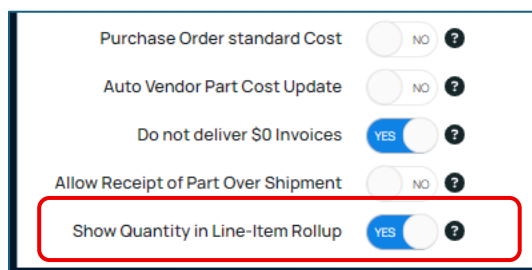 Purchase Order standard Cost NO ?
Auto Vendor Part Cost Update NO ?
Do not deliver $0 Invoices YES ?
Allow Receipt of Part Over Shipment NO ?
Show Quantity in Line-Item Rollup YES ?